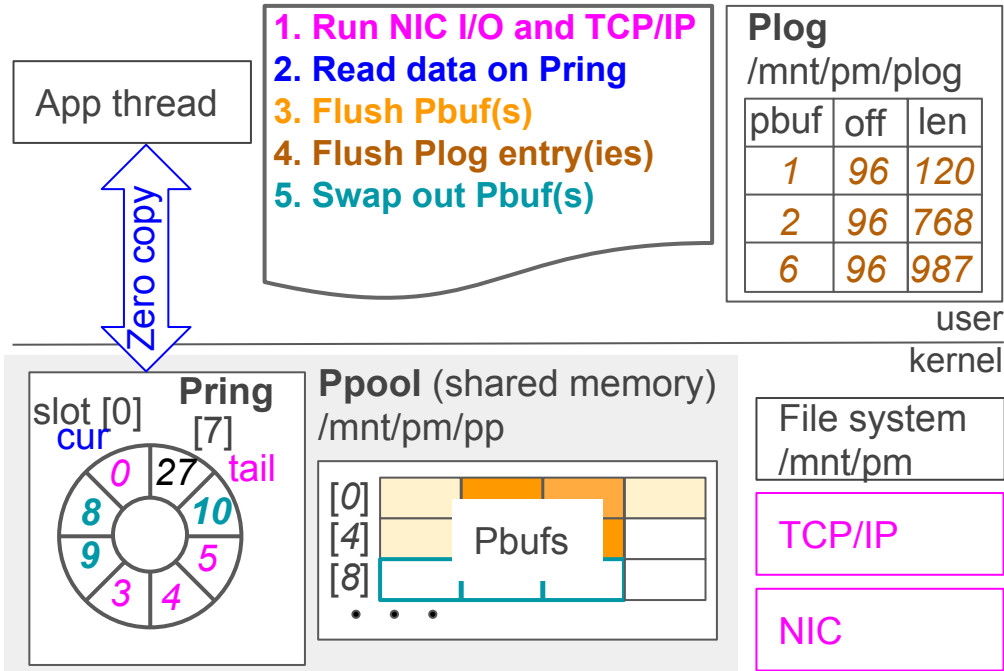 1. Run NIC I/O and TCP/IP
2. Read data on Pring
3. Flush Pbuf(s)
4. Flush Plog entry(ies)
5. Swap out Pbuf(s)
App thread
Zero copy
Plog
/mnt/pm/plog
pbuf off len
1 96 120
2 96 768
6 96 987
user
kernel
Pring
slot [0] [7]
cur tail
0 27
8 10
9 5
3 4
Ppool (shared memory)
/mnt/pm/pp
[0]
[4]
[8]
Pbufs
File system
/mnt/pm
TCP/IP
NIC